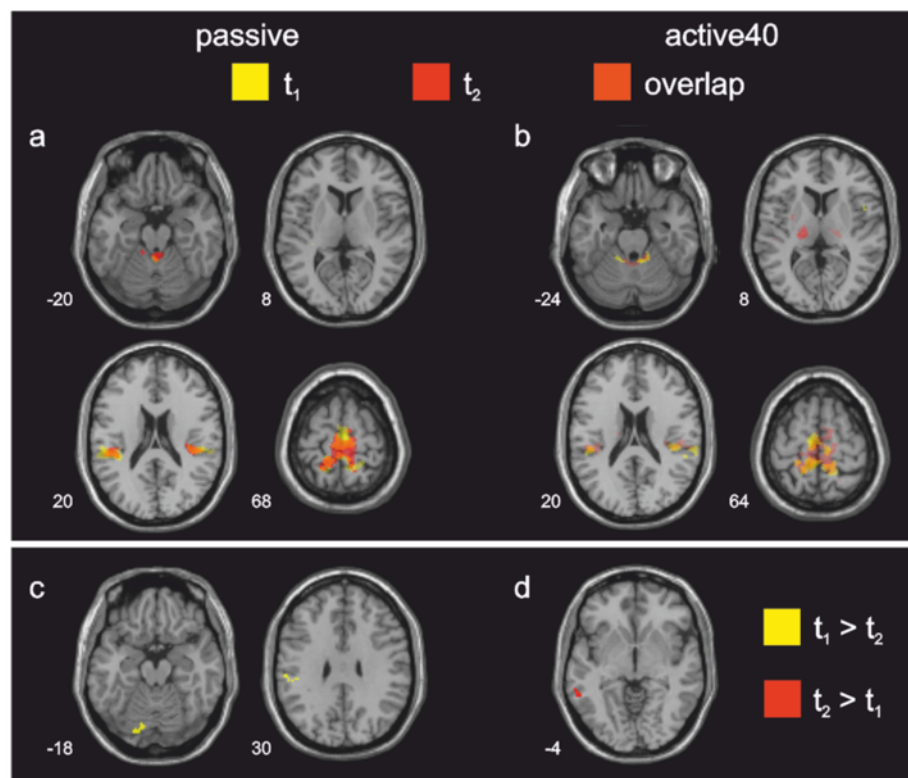 passive active40
t₁ t₂ overlap
a b
-20 8 -24 8
20 68 20 64
c d
t₁ > t₂
t₂ > t₁
-18 30 -4